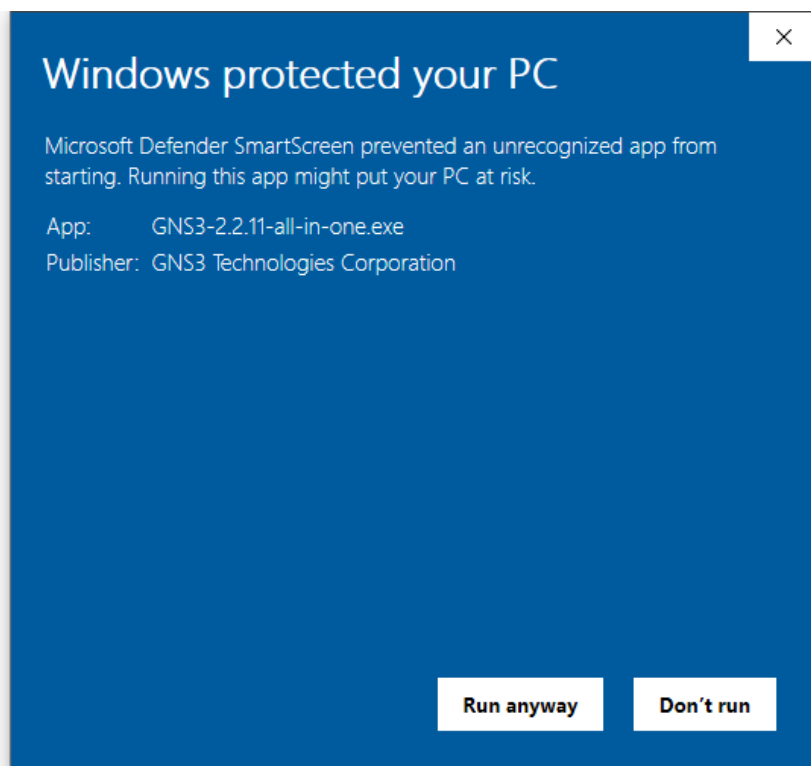 Windows protected your PC
Microsoft Defender SmartScreen prevented an unrecognized app from
starting. Running this app might put your PC at risk.
App: GNS3-2.2.11-all-in-one.exe
Publisher: GNS3 Technologies Corporation
Run anyway Don't run